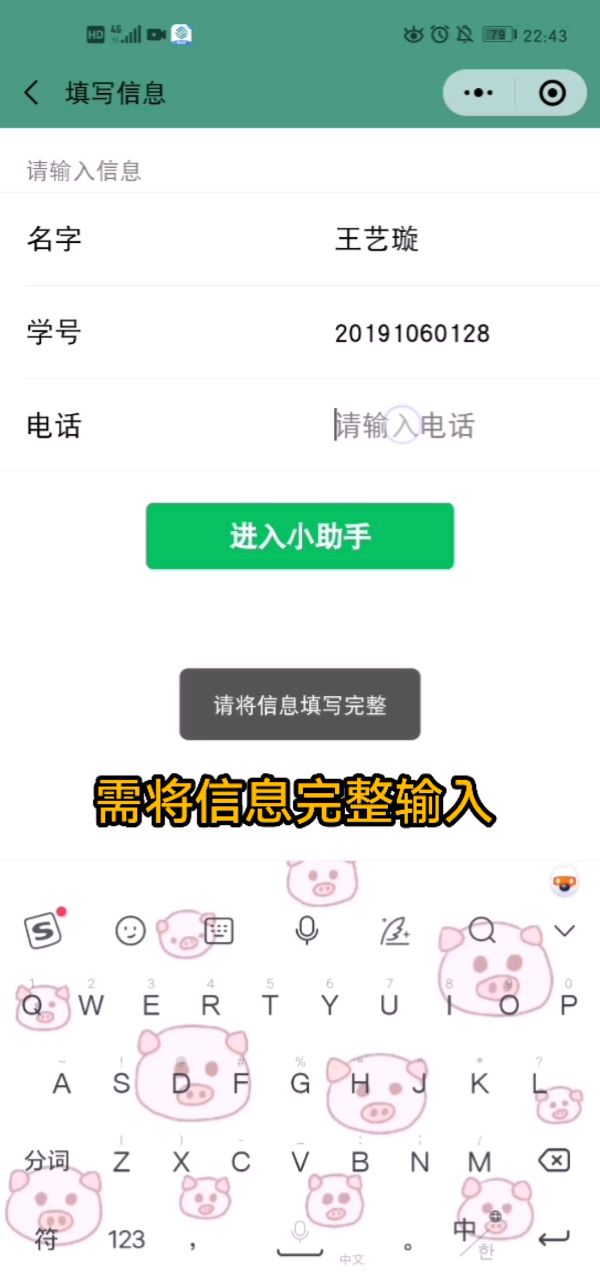 HD 4G 79 22:43
填写信息
请输入信息
名字 王艺璇
学号 20191060128
电话 请输入电话
进入小助手
请将信息填写完整
需将信息完整输入
S
1 2 3 4 5 6 7 8 9 0
Q W E R T Y U I O P
~ ! @ # % " " * ?
A S D F G H J K L
( ) - _ : ; /
分词 Z X C V B N M
符 123 , 中文 。 中/한